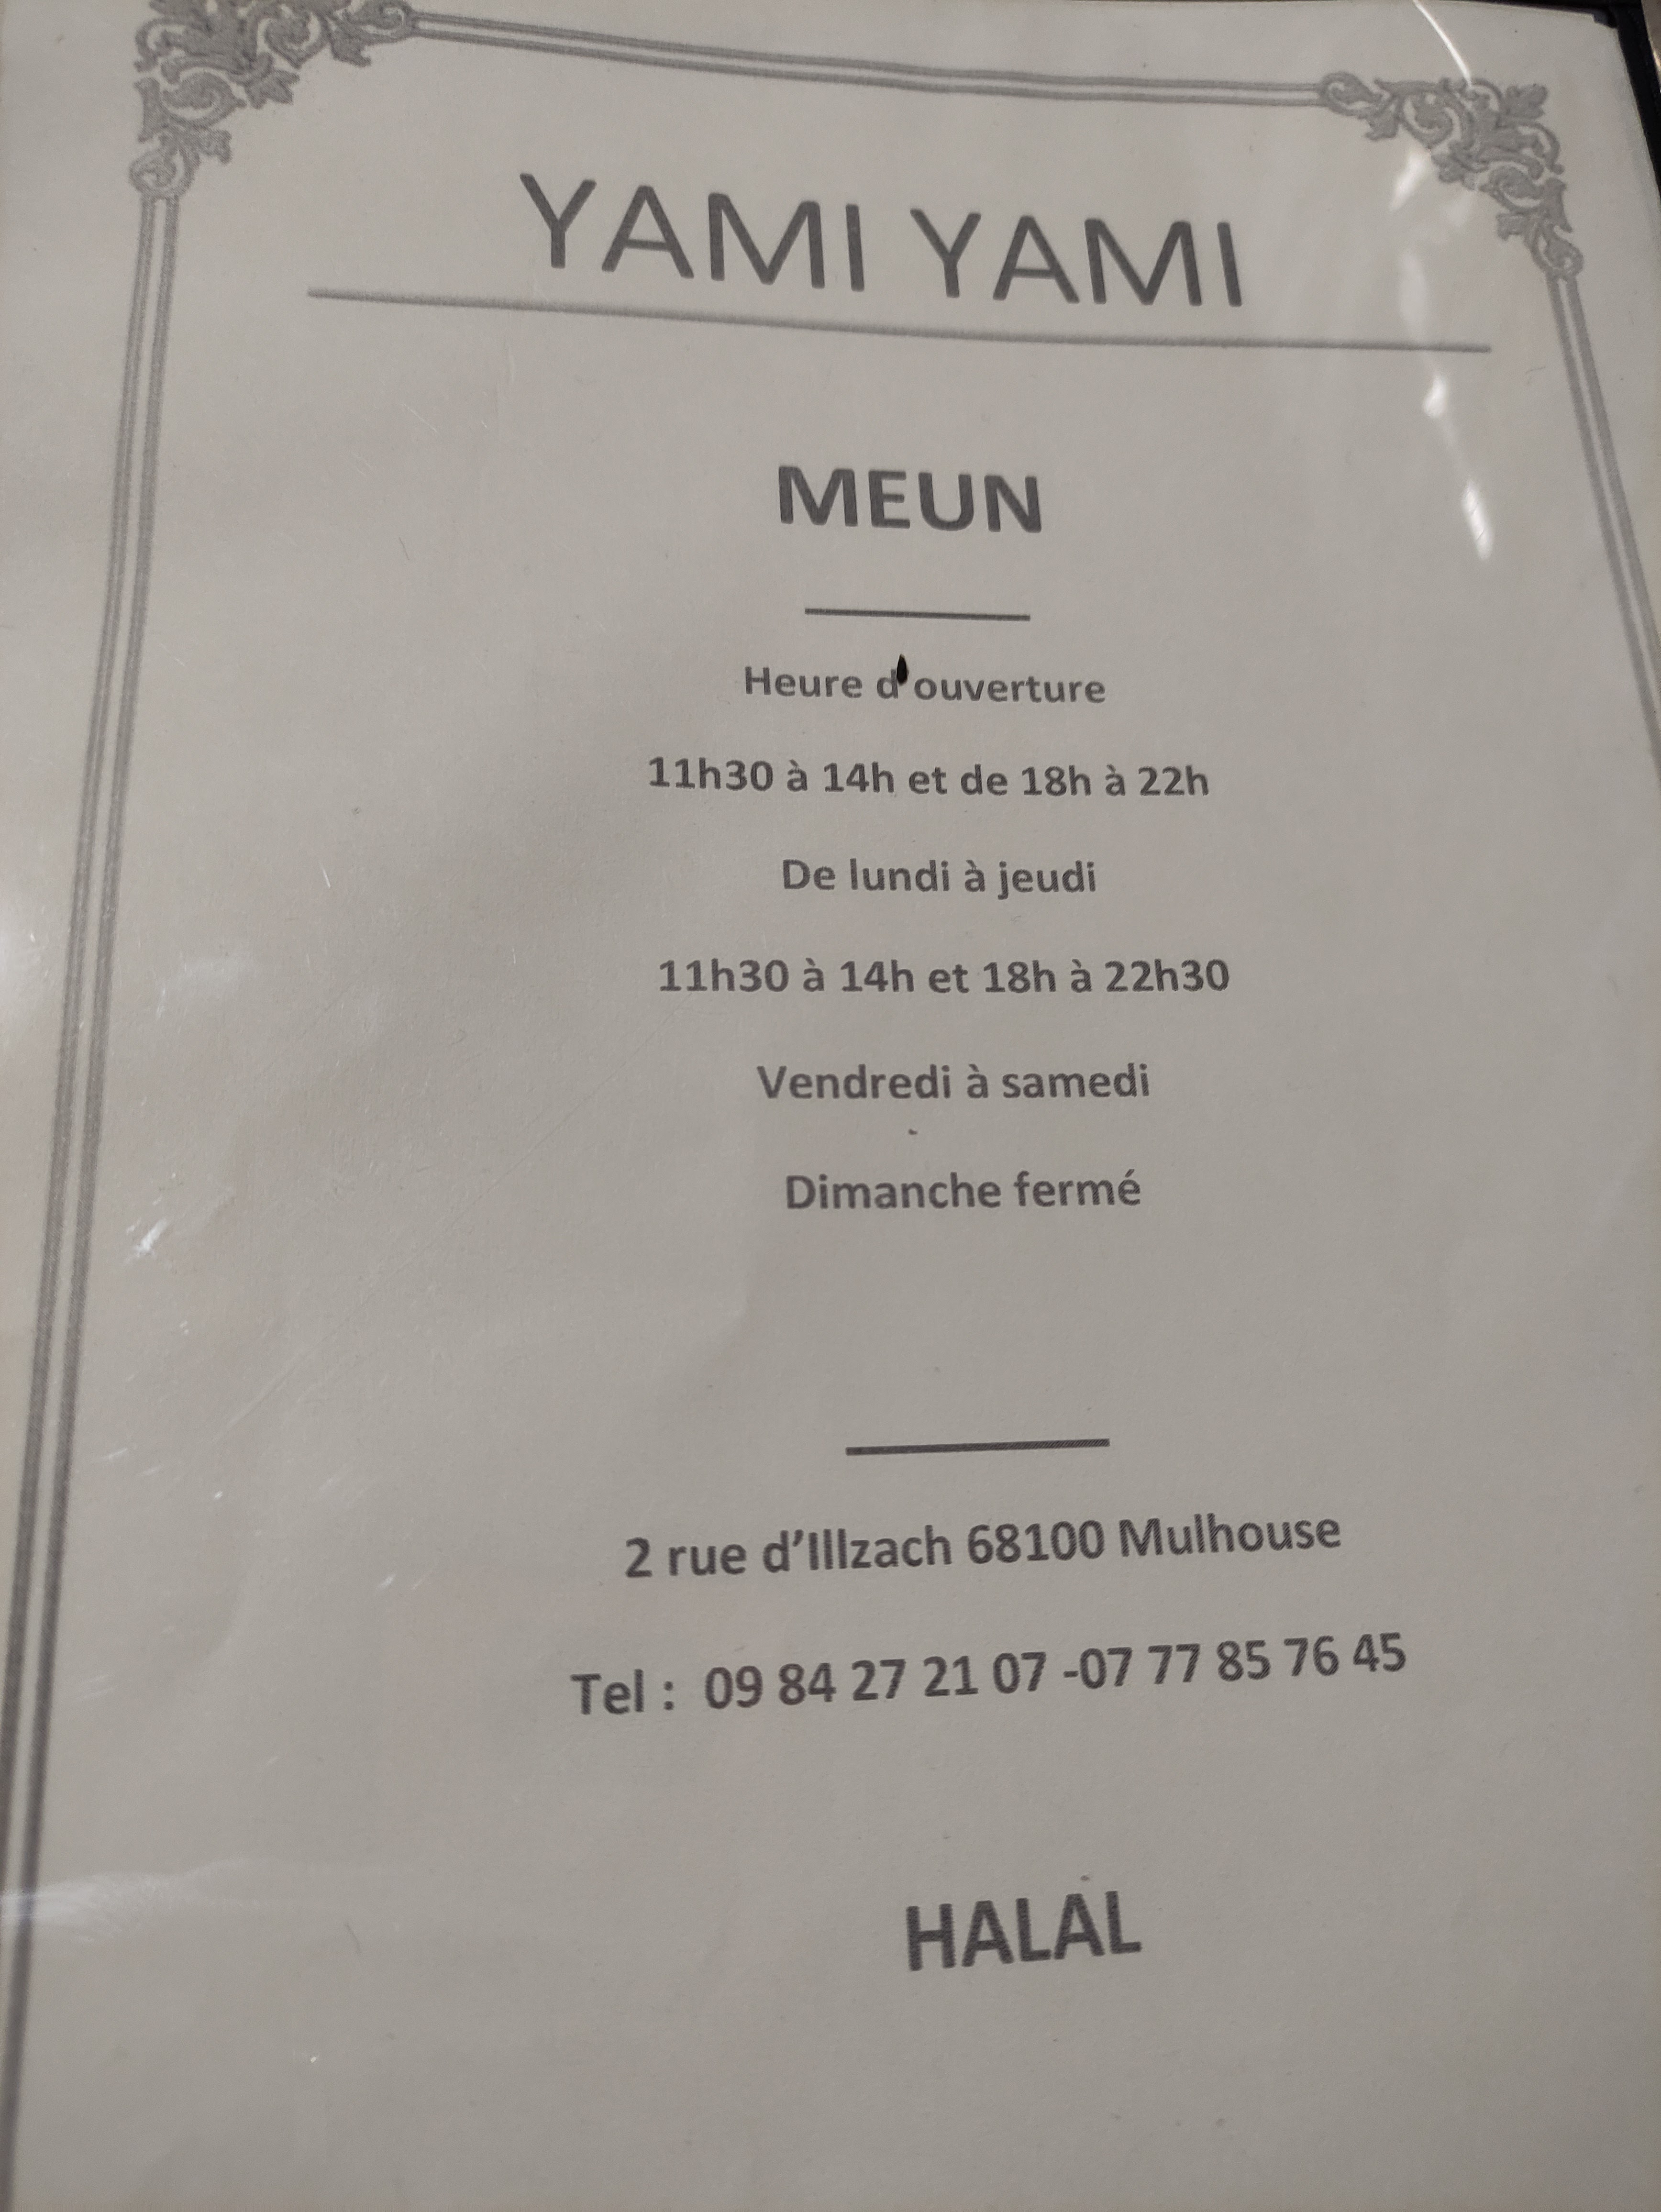 YAMI YAMI
MEUN
Heure d'ouverture
11h30 à 14h et de 18h à 22h
De lundi à jeudi
11h30 à 14h et 18h à 22h30
Vendredi à samedi
Dimanche fermé
2 rue d'Illzach 68100 Mulhouse
Tel : 09 84 27 21 07 -07 77 85 76 45
HALAL